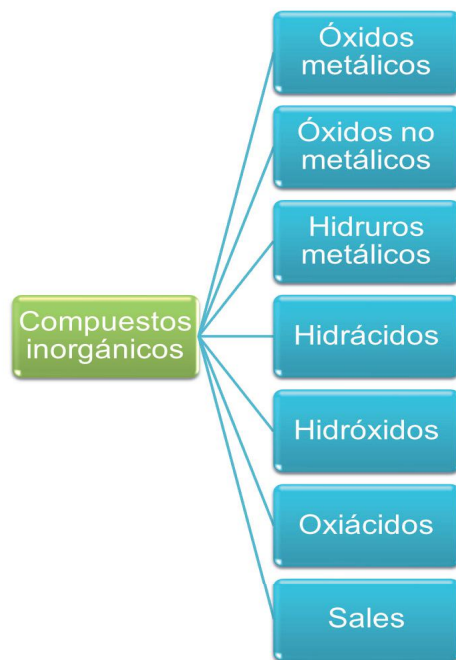 Óxidos
metálicos
Óxidos no
metálicos
Hidruros
metálicos
Compuestos
inorgánicos
Hidrácidos
Hidróxidos
Oxiácidos
Sales